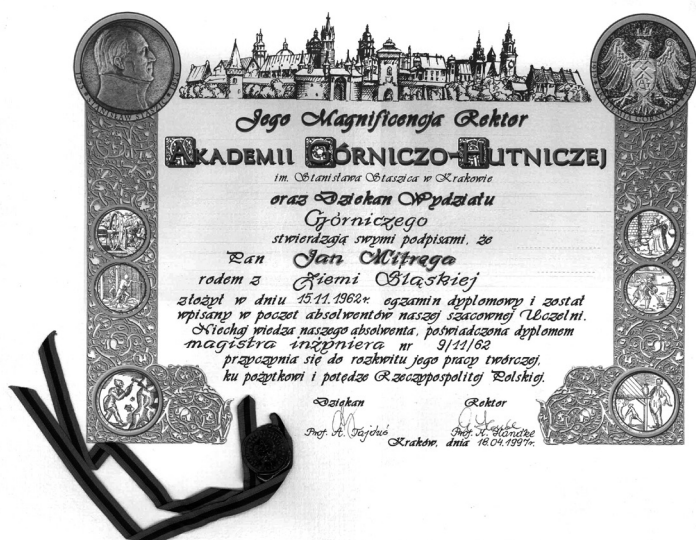 Jego Magnificencja Rektor
AKADEMII GÓRNICZO-HUTNICZEJ
im. Stanisława Staszica w Krakowie
oraz Dziekan Wydziału
Górniczego
stwierdzają swymi podpisami, że
Pan Jan Mitręga
rodem z Ziemi Śląskiej
złożył w dniu 15.11.1962r. egzamin dyplomowy i został
wpisany w poczet absolwentów naszej szacownej Uczelni.
Niechaj wiedza naszego absolwenta, poświadczona dyplomem
magistra inżyniera nr 9/11/62
przyczynia się do rozkwitu jego pracy twórczej,
ku pożytkowi i potędze Rzeczypospolitej Polskiej.
Dziekan Rektor
Prof. A. Tajduś Prof. M. Handke
Kraków, dnia 16.04.1997r.